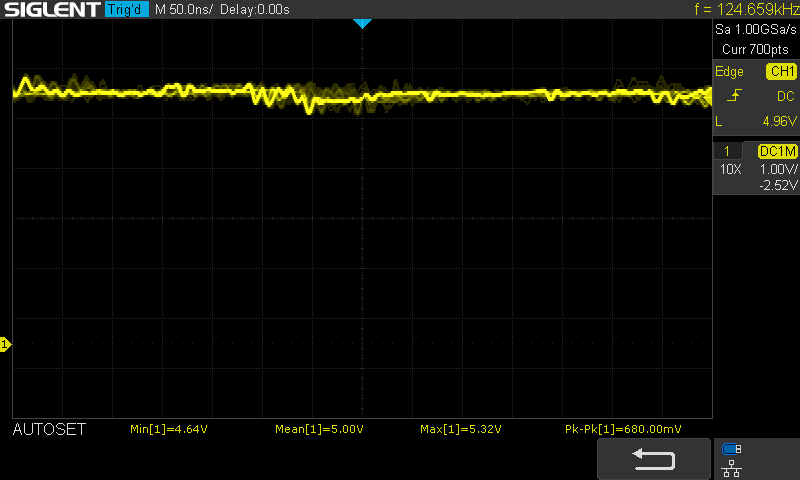 SIGLENT Trig'd M 50.0ns/ Delay:0.00s f = 124.659kHz
Sa 1.00GSa/s
Curr 700pts
Edge CH1
DC
L 4.96V
1 DC1M
10X 1.00V/
-2.52V
1
AUTOSET Min[1]=4.64V Mean[1]=5.00V Max[1]=5.32V Pk-Pk[1]=680.00mV